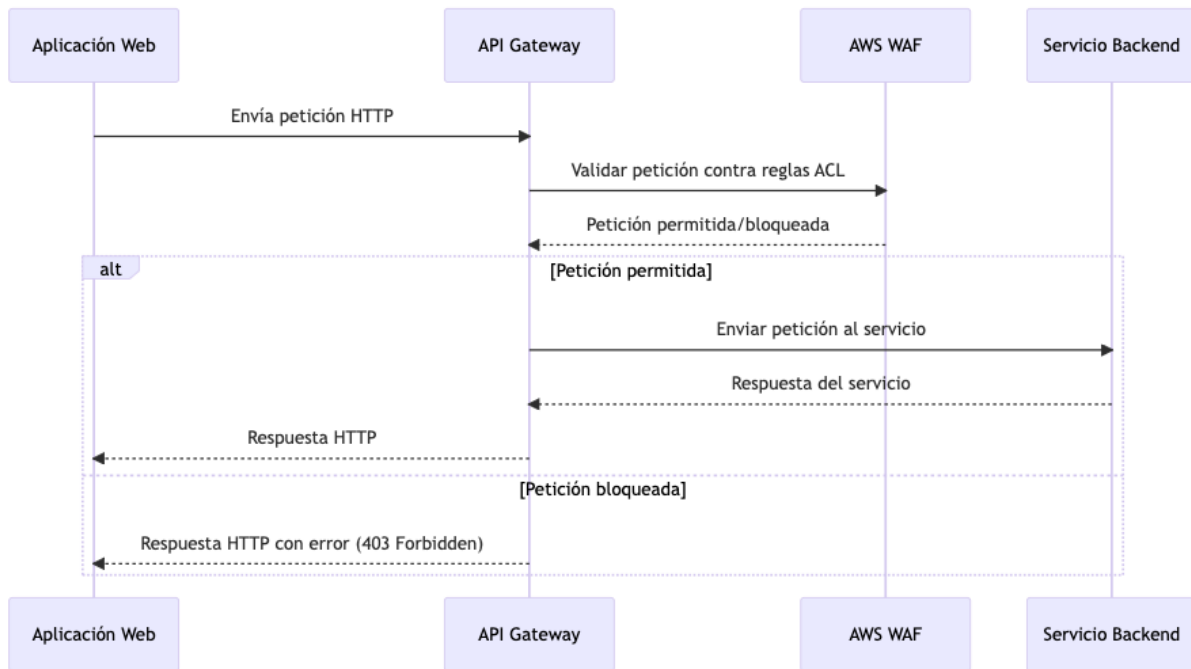 Aplicación Web
API Gateway
AWS WAF
Servicio Backend
Envía petición HTTP
Validar petición contra reglas ACL
Petición permitida/bloqueada
alt
[Petición permitida]
Enviar petición al servicio
Respuesta del servicio
Respuesta HTTP
[Petición bloqueada]
Respuesta HTTP con error (403 Forbidden)
Aplicación Web
API Gateway
AWS WAF
Servicio Backend